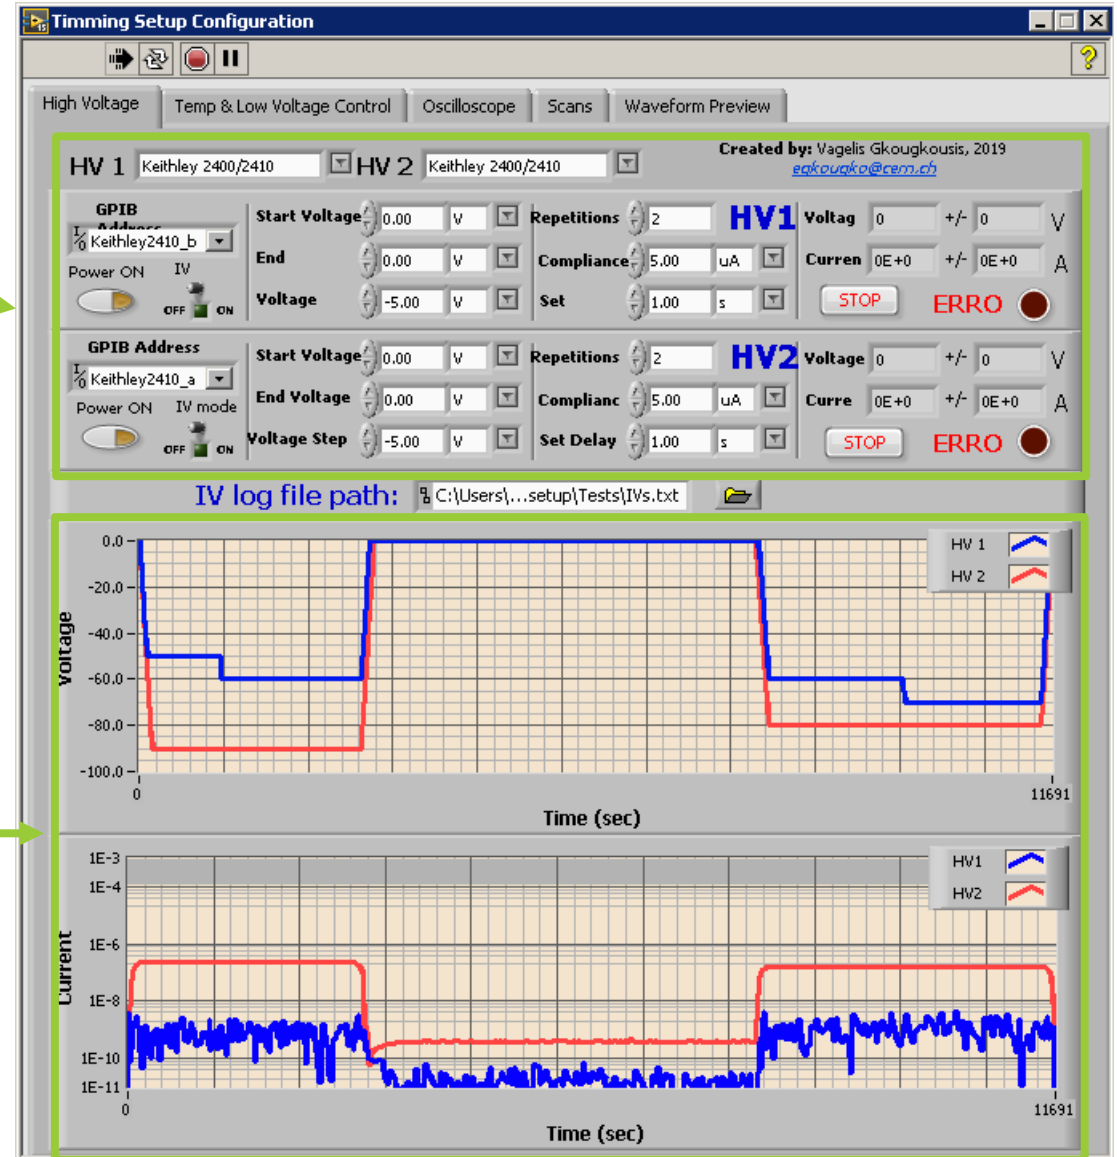 Timming Setup Configuration
High Voltage Temp & Low Voltage Control Oscilloscope Scans Waveform Preview
HV 1 Keithley 2400/2410 HV 2 Keithley 2400/2410 Created by: Vagelis Gkougkousis, 2019
egkougko@cern.ch
GPIB Start Voltage 0.00 V Repetitions 2 HV1 Voltag 0 +/- 0 V
Address
Keithley2410_b End 0.00 V Compliance 5.00 uA Curren 0E+0 +/- 0E+0 A
Power ON IV
OFF ON Voltage -5.00 V Set 1.00 s STOP ERRO
GPIB Address Start Voltage 0.00 V Repetitions 2 HV2 Voltage 0 +/- 0 V
Keithley2410_a End Voltage 0.00 V Complianc 5.00 uA Curre 0E+0 +/- 0E+0 A
Power ON IV mode
OFF ON Voltage Step -5.00 V Set Delay 1.00 s STOP ERRO
IV log file path: C:\Users\...setup\Tests\IVs.txt
0.0
-20.0
-40.0
-60.0
-80.0
-100.0
Voltage
HV 1
HV 2
0 11691
Time (sec)
1E-3
1E-4
1E-6
1E-8
1E-10
1E-11
Current
HV1
HV2
0 11691
Time (sec)